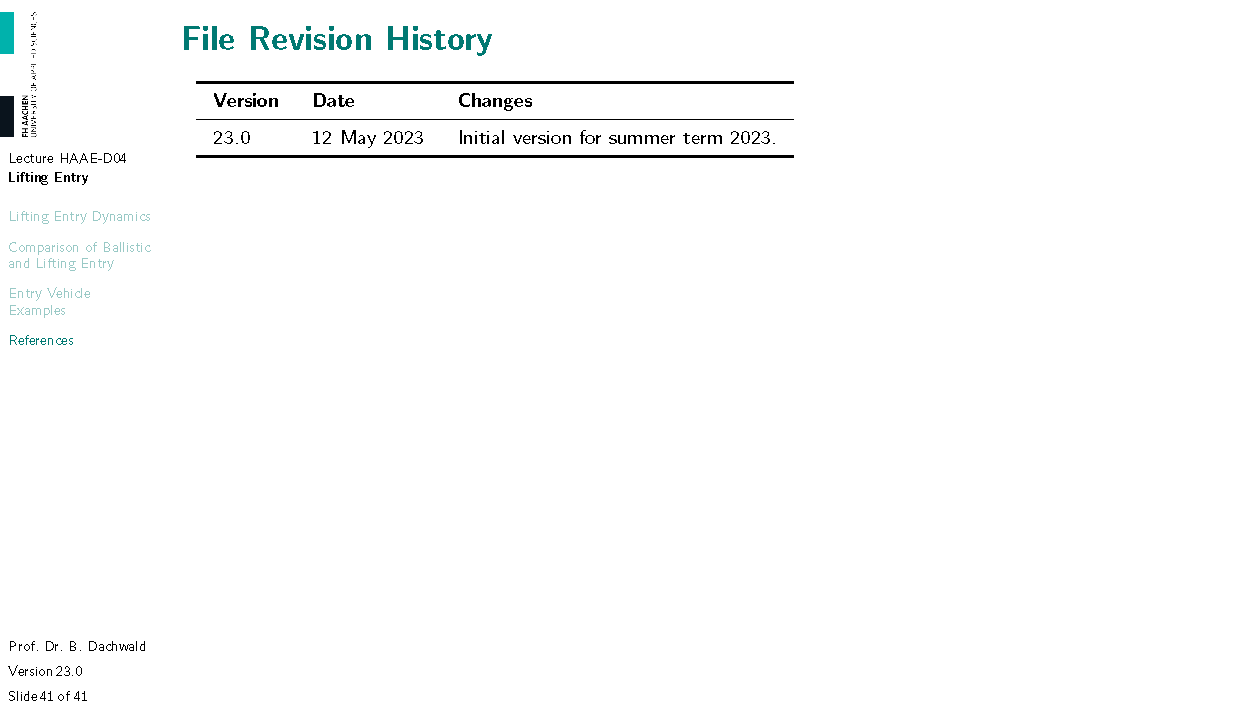 FH AACHEN
UNIVERSITY OF APPLIED SCIENCES
Lecture HAAE-D04
Lifting Entry
Lifting Entry Dynamics
Comparison of Ballistic
and Lifting Entry
Entry Vehicle
Examples
References
Prof. Dr. B. Dachwald
Version 23.0
Slide 41 of 41
File Revision History
Version Date Changes
23.0 12 May 2023 Initial version for summer term 2023.